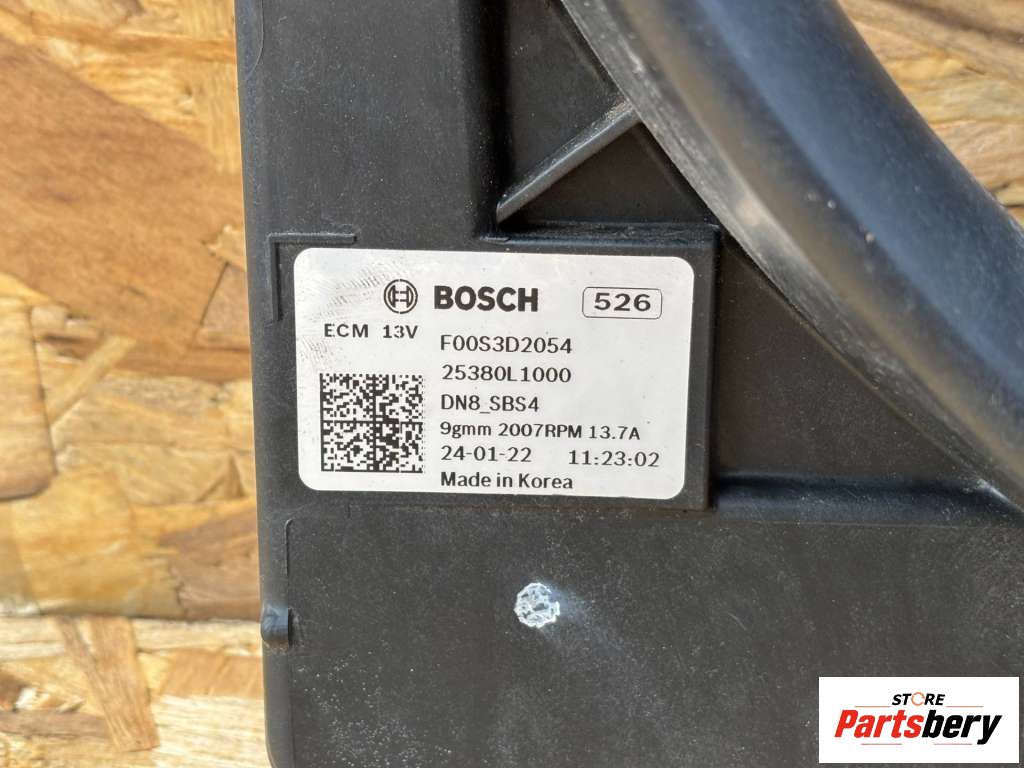 BOSCH 526
ECM 13V
F00S3D2054
25380L1000
DN8_SBS4
9gmm 2007RPM 13.7A
24-01-22 11:23:02
Made in Korea
STORE
Partsbery